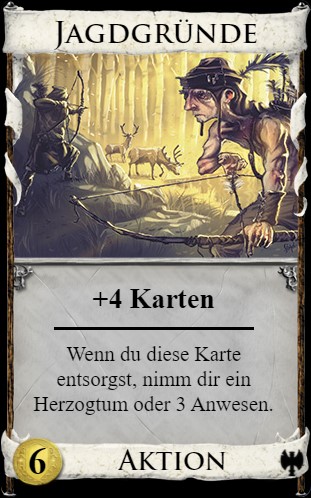 JAGDGRÜNDE
+4 Karten
Wenn du diese Karte
entsorgst, nimm dir ein
Herzogtum oder 3 Anwesen.
6 AKTION